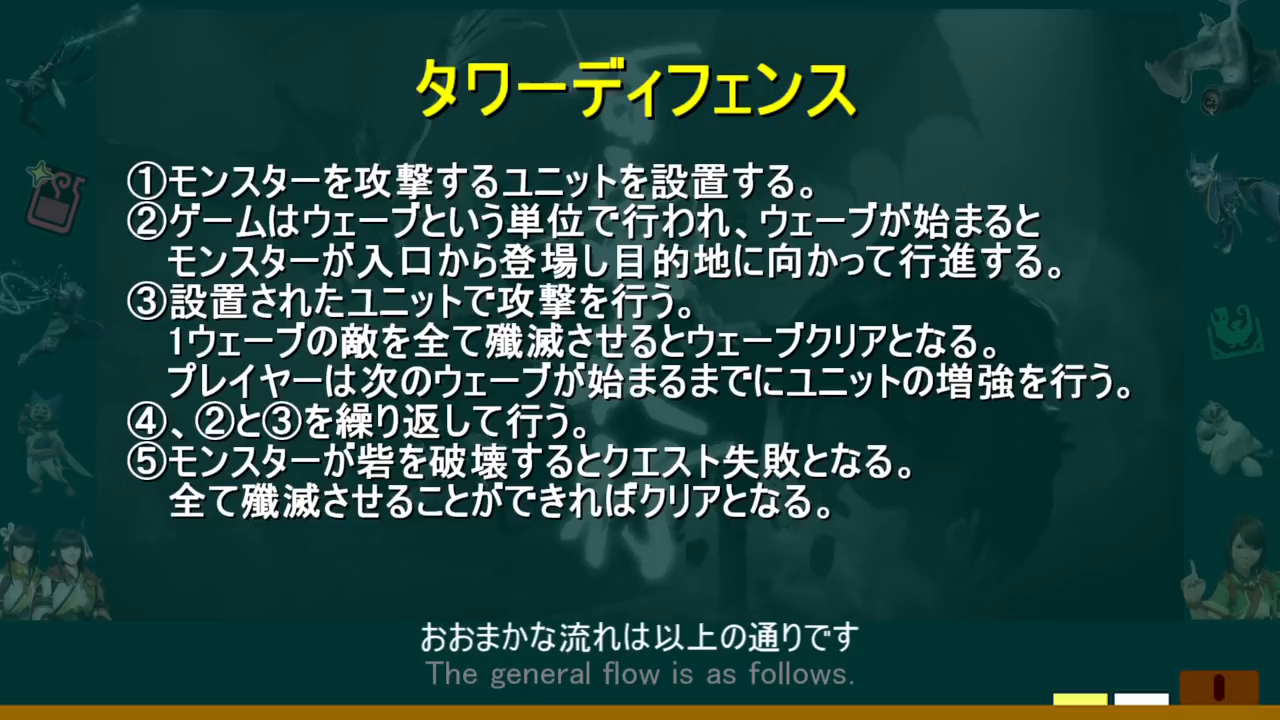 タワーディフェンス
①モンスターを攻撃するユニットを設置する。
②ゲームはウェーブという単位で行われ、ウェーブが始まると
モンスターが入口から登場し目的地に向かって行進する。
③設置されたユニットで攻撃を行う。
1ウェーブの敵を全て殲滅させるとウェーブクリアとなる。
プレイヤーは次のウェーブが始まるまでにユニットの増強を行う。
④、②と③を繰り返して行う。
⑤モンスターが砦を破壊するとクエスト失敗となる。
全て殲滅させることができればクリアとなる。
おおまかな流れは以上の通りです
The general flow is as follows.